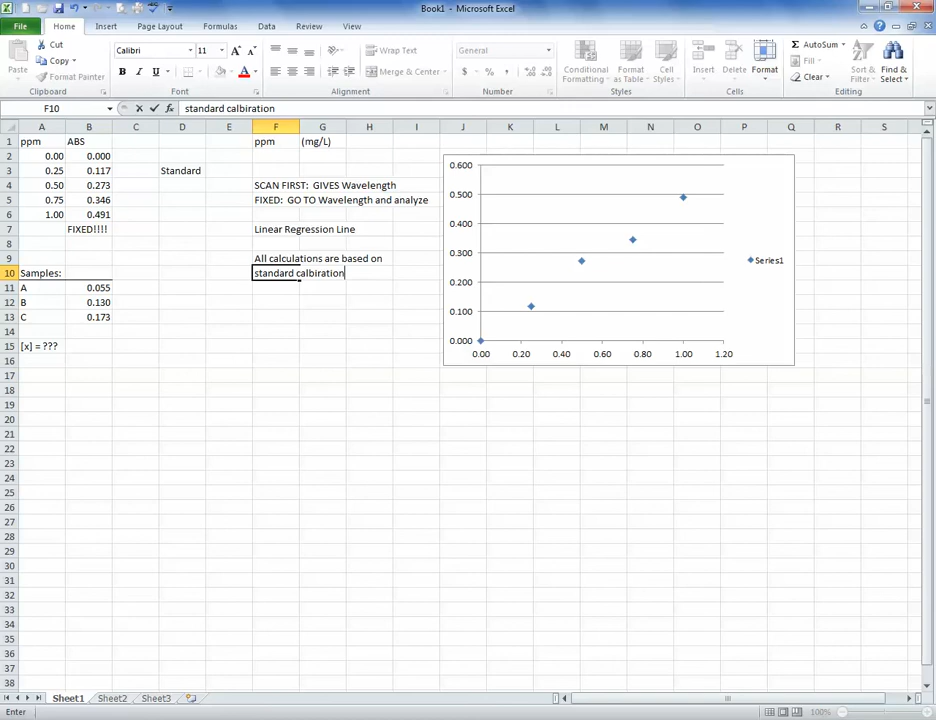 Book1 - Microsoft Excel
File Home Insert Page Layout Formulas Data Review View
Cut
Copy
Format Painter
Paste
Clipboard
Calibri 11
B I U
Font
Wrap Text
Merge & Center
Alignment
General
$ % ,
Number
Conditional Formatting
Format as Table
Cell Styles
Styles
Insert Delete Format
Cells
AutoSum
Fill
Clear
Sort & Filter
Find & Select
Editing
F10 fx standard calbiration
A B C D E F G H I J K L M N O P Q R S
1 ppm ABS ppm (mg/L)
2 0.00 0.000
3 0.25 0.117 Standard
4 0.50 0.273 SCAN FIRST: GIVES Wavelength
5 0.75 0.346 FIXED: GO TO Wavelength and analyze
6 1.00 0.491
7 FIXED!!!! Linear Regression Line
8
9 All calculations are based on
10 Samples: standard calbiration
11 A 0.055
12 B 0.130
13 C 0.173
14
15 [x] = ???
16
17
18
19
20
21
22
23
24
25
26
27
28
29
30
31
32
33
34
35
36
37
38
0.600
0.500
0.400
0.300
0.200
0.100
0.000
0.00 0.20 0.40 0.60 0.80 1.00 1.20
Series1
Sheet1 Sheet2 Sheet3
Enter 100%